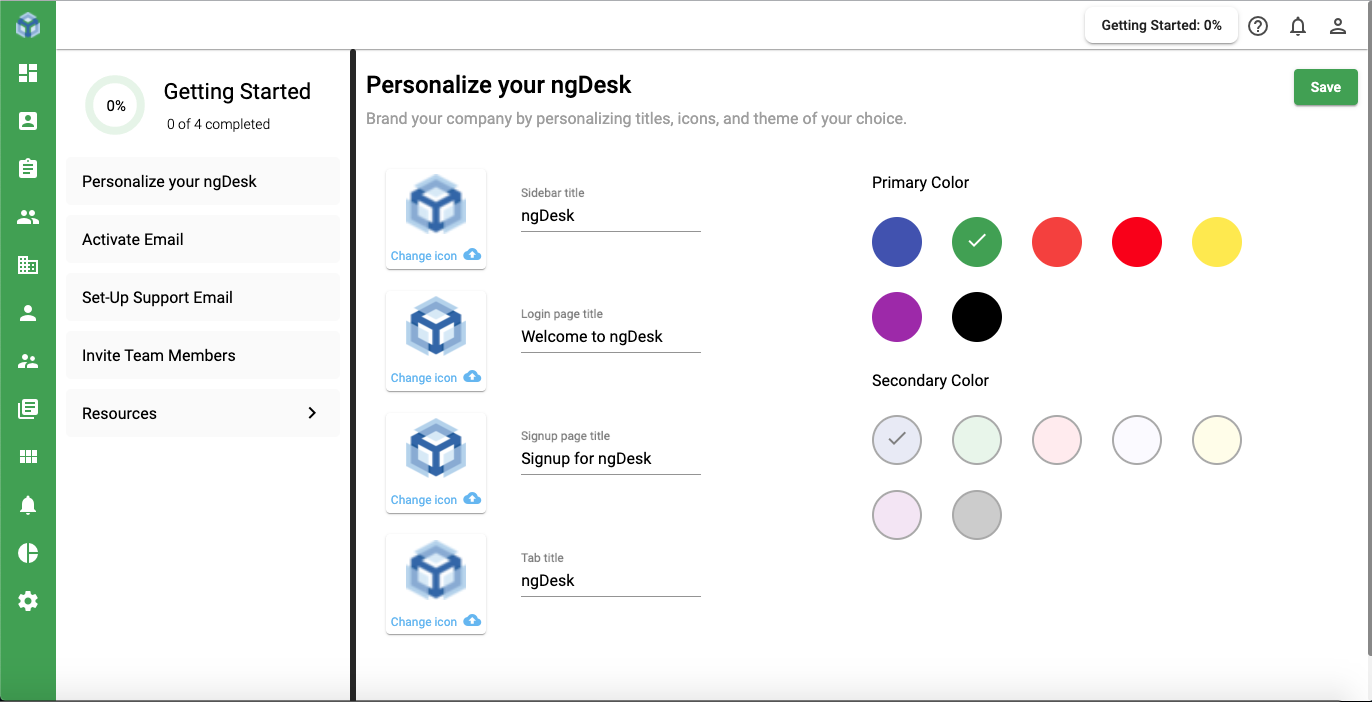 Getting Started: 0%
0%
Getting Started
0 of 4 completed
Personalize your ngDesk
Activate Email
Set-Up Support Email
Invite Team Members
Resources
Personalize your ngDesk
Save
Brand your company by personalizing titles, icons, and theme of your choice.
Sidebar title
ngDesk
Change icon
Login page title
Welcome to ngDesk
Change icon
Signup page title
Signup for ngDesk
Change icon
Tab title
ngDesk
Change icon
Primary Color
Secondary Color